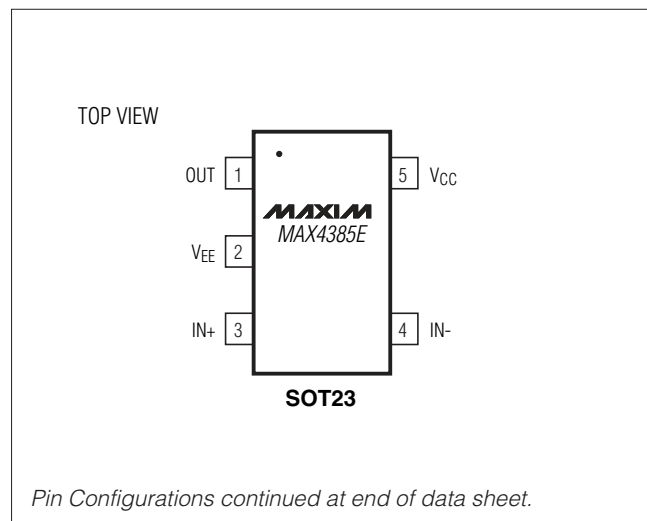 TOP VIEW
OUT 1
5 VCC
MAXIM
MAX4385E
VEE 2
IN+ 3
4 IN-
SOT23
Pin Configurations continued at end of data sheet.